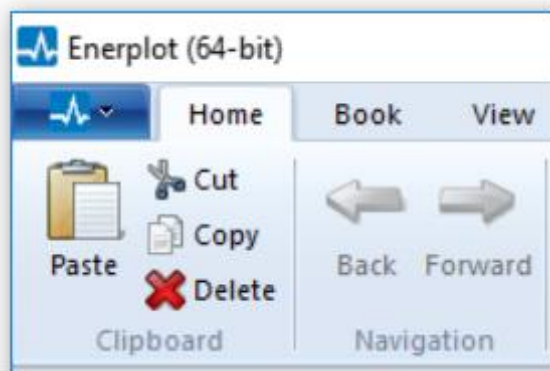 Enerplot (64-bit)
Home Book View
Cut
Copy
Paste
Delete
Back Forward
Clipboard Navigation